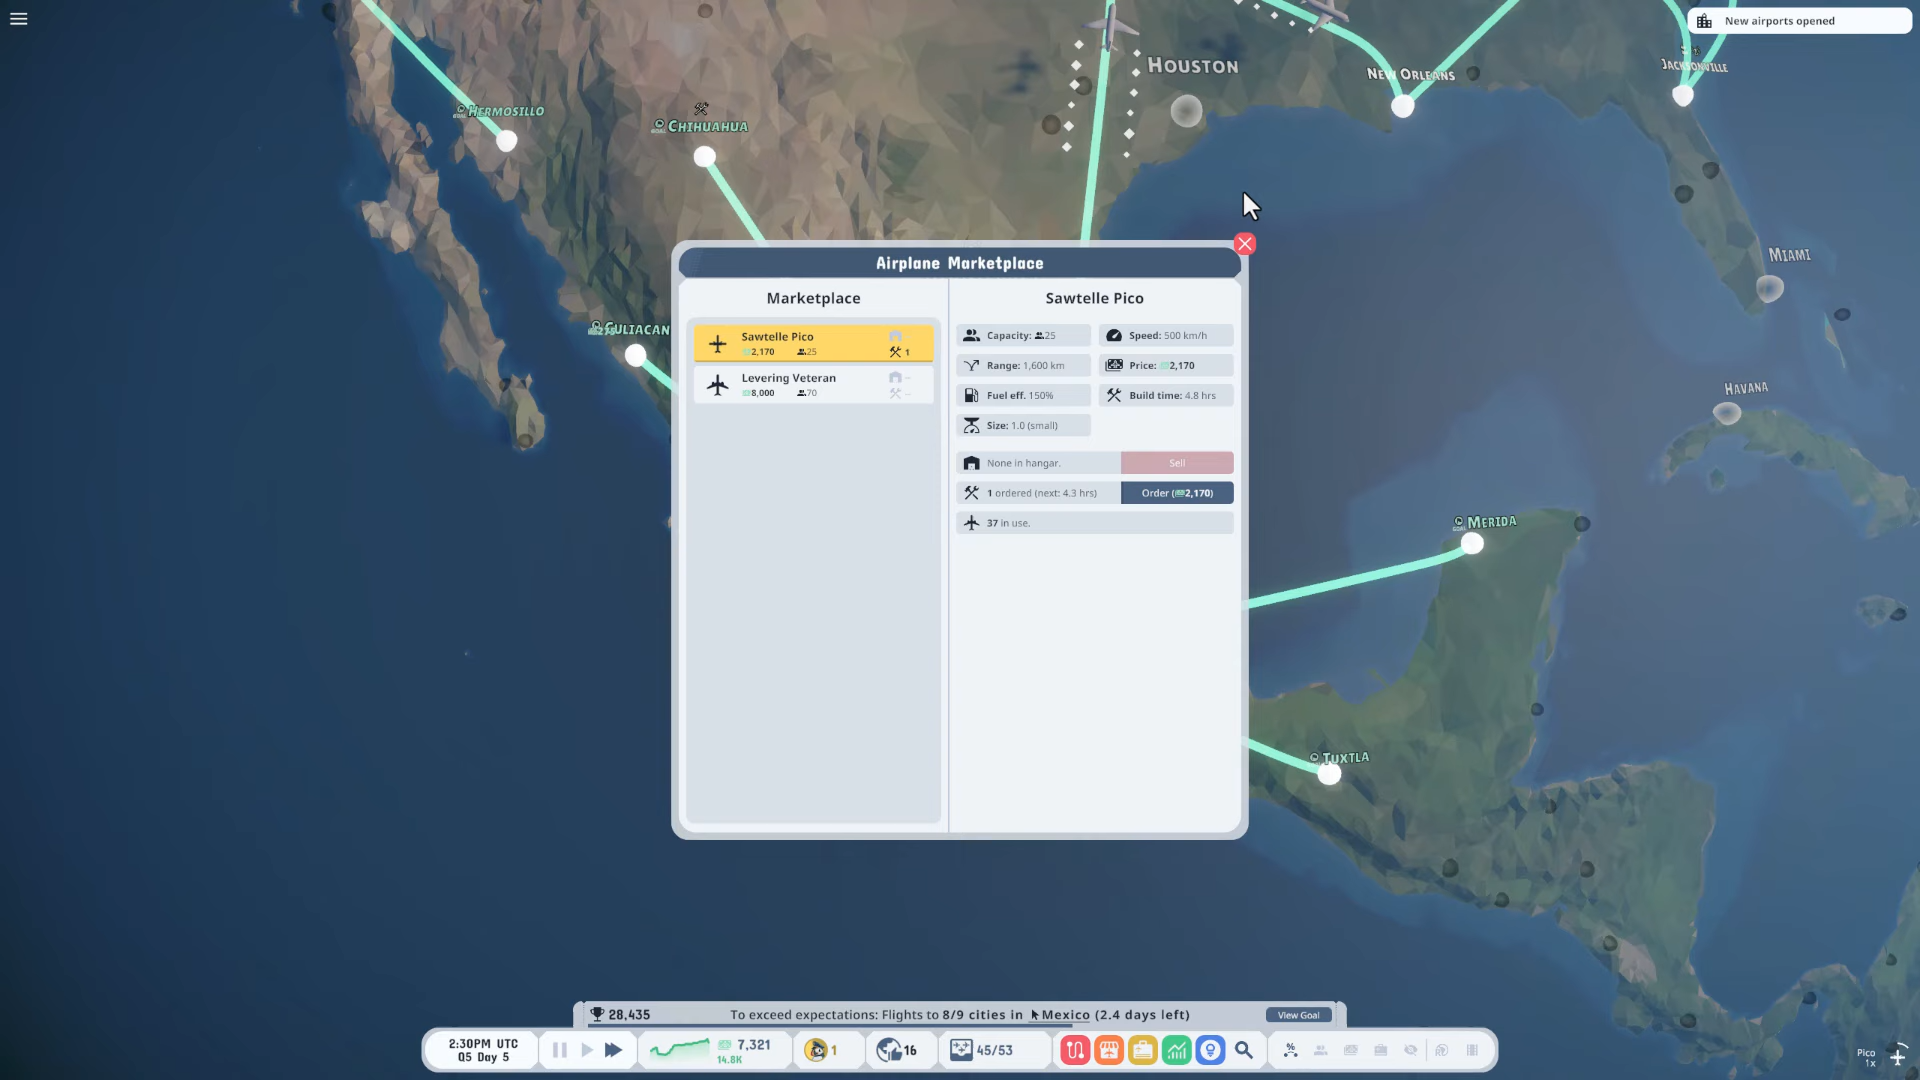 New airports opened
HOUSTON
NEW ORLEANS
JACKSONVILLE
HERMOSILLO
CHIHUAHUA
MIAMI
HAVANA
CULIACAN
MERIDA
TUXTLA
Airplane Marketplace
Marketplace
Sawtelle Pico
2,170
25
1
Levering Veteran
8,000
70
Sawtelle Pico
Capacity: 25
Speed: 500 km/h
Range: 1,600 km
Price: 2,170
Fuel eff. 150%
Build time: 4.8 hrs
Size: 1.0 (small)
None in hangar.
Sell
1 ordered (next: 4.3 hrs)
Order (2,170)
37 in use.
28,435
To exceed expectations: Flights to 8/9 cities in Mexico (2.4 days left)
View Goal
2:30PM UTC
Q5 Day 5
7,321
14.8K
1
16
45/53
Pico
1x